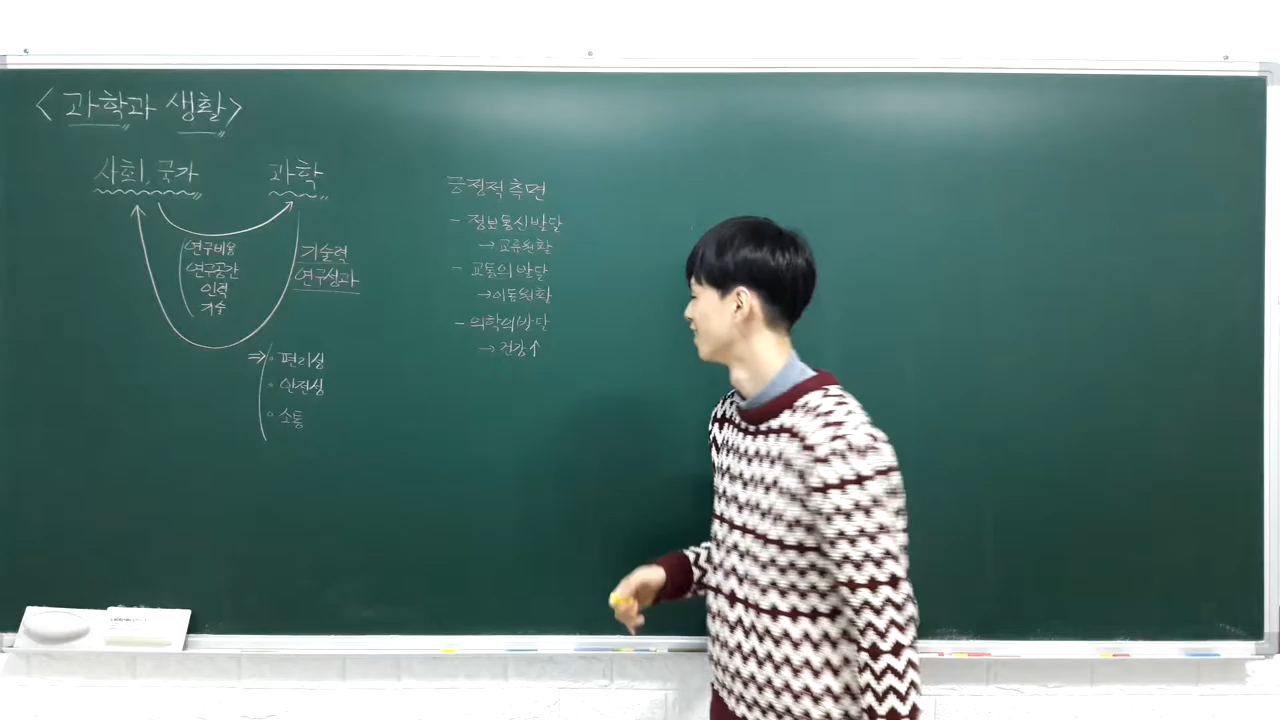 <과학과 생활>
사회, 국가
과학
연구비용
연구공간
인력
기술
기술력
연구성과
⇒ ◦ 편리성
◦ 안전성
◦ 소통
긍정적 측면
- 정보통신발달
→ 교류원활
- 교통의 발달
→ 이동원활
- 의학의 발달
→ 건강↑